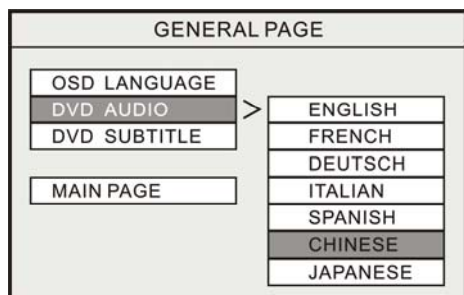 GENERAL PAGE
OSD LANGUAGE
DVD AUDIO
>
DVD SUBTITLE
MAIN PAGE
ENGLISH
FRENCH
DEUTSCH
ITALIAN
SPANISH
CHINESE
JAPANESE